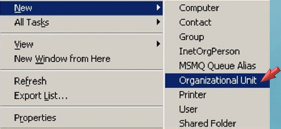 New
All Tasks
View
New Window from Here
Refresh
Export List...
Properties
Computer
Contact
Group
InetOrgPerson
MSMQ Queue Alias
Organizational Unit
Printer
User
Shared Folder